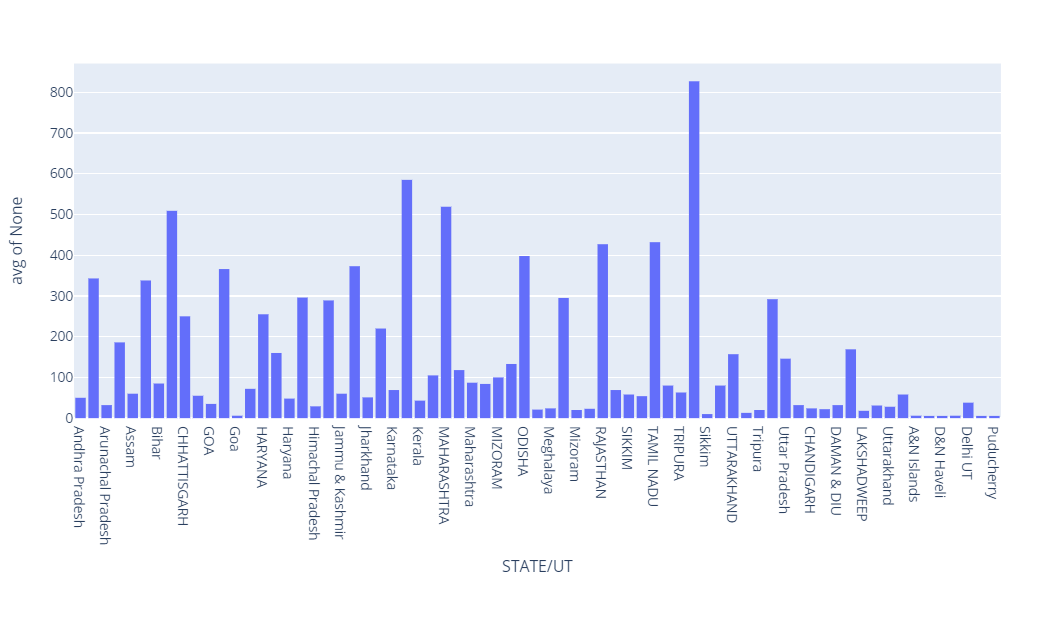 800
700
600
500
400
300
200
100
0
avg of None
Andhra Pradesh
Arunachal Pradesh
Assam
Bihar
CHHATTISGARH
GOA
Goa
HARYANA
Haryana
Himachal Pradesh
Jammu & Kashmir
Jharkhand
Karnataka
Kerala
MAHARASHTRA
Maharashtra
MIZORAM
ODISHA
Meghalaya
Mizoram
RAJASTHAN
SIKKIM
TAMIL NADU
TRIPURA
Sikkim
UTTARAKHAND
Tripura
Uttar Pradesh
CHANDIGARH
DAMAN & DIU
LAKSHADWEEP
Uttarakhand
A&N Islands
D&N Haveli
Delhi UT
Puducherry
STATE/UT